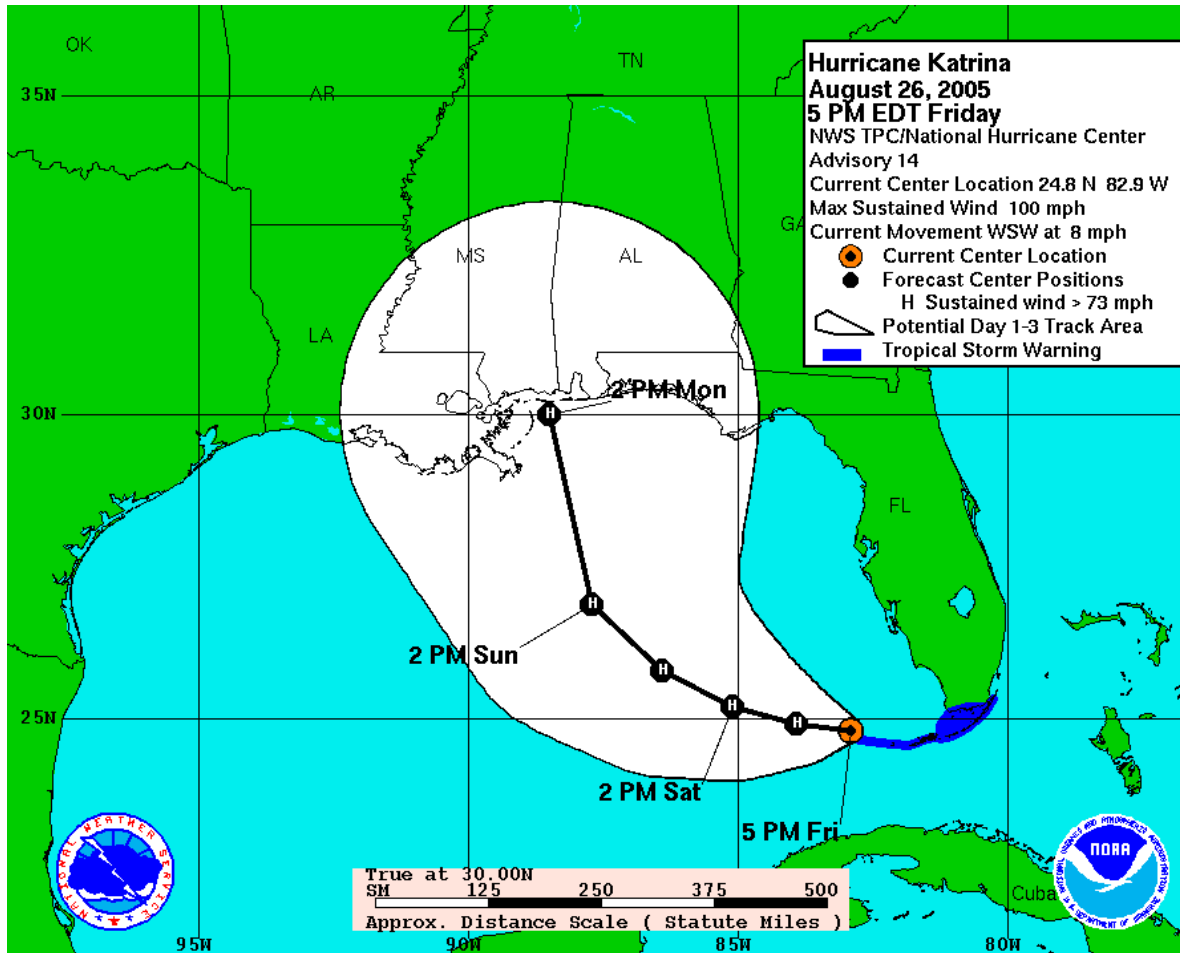 OK
TN
AR
35N
Hurricane Katrina
August 26, 2005
5 PM EDT Friday
NWS TPC/National Hurricane Center
Advisory 14
Current Center Location 24.8 N 82.9 W
Max Sustained Wind 100 mph
Current Movement WSW at 8 mph
Current Center Location
Forecast Center Positions
H Sustained wind > 73 mph
Potential Day 1-3 Track Area
Tropical Storm Warning
GA
MS
AL
LA
30N
H
2 PM Mon
FL
H
2 PM Sun
H
25N
H
H
2 PM Sat
5 PM Fri
NATIONAL WEATHER SERVICE
NOAA
True at 30.00N
SM 125 250 375 500
Approx. Distance Scale ( Statute Miles )
Cuba
95W
90W
85W
80W